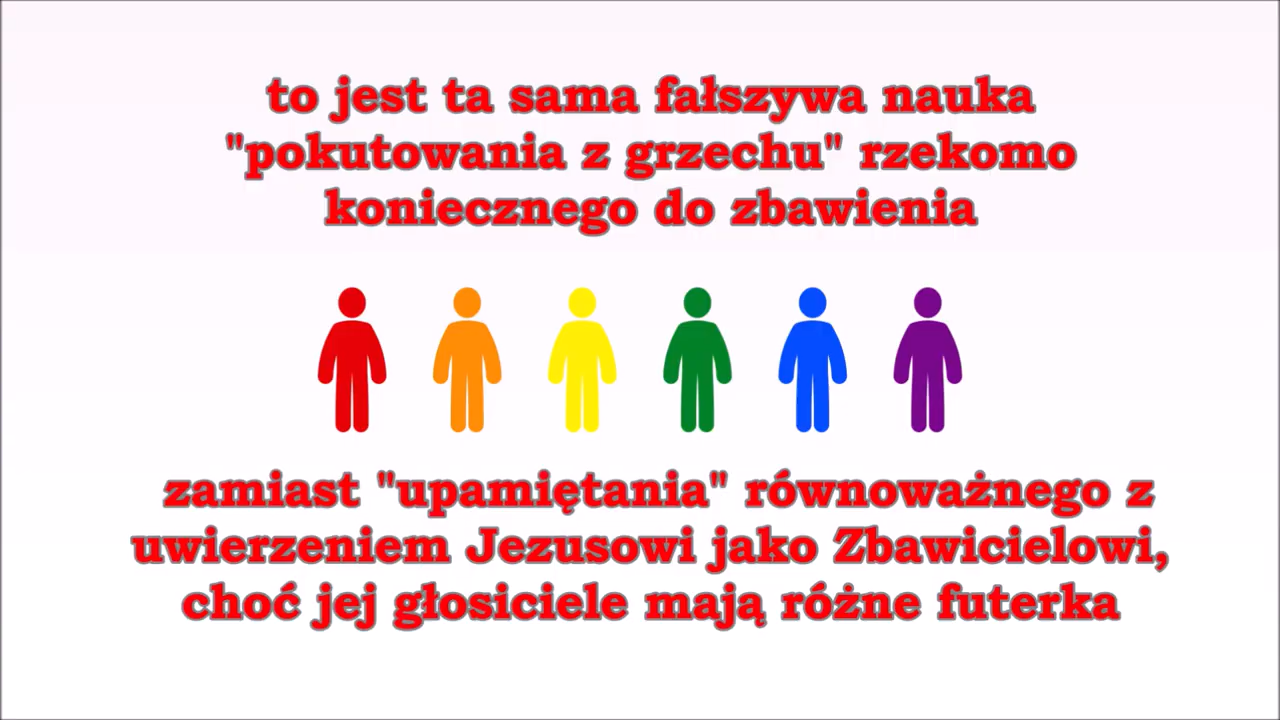 to jest ta sama fałszywa nauka
"pokutowania z grzechu" rzekomo
koniecznego do zbawienia
zamiast "upamiętania" równoważnego z
uwierzeniem Jezusowi jako Zbawicielowi,
choć jej głosiciele mają różne futerka